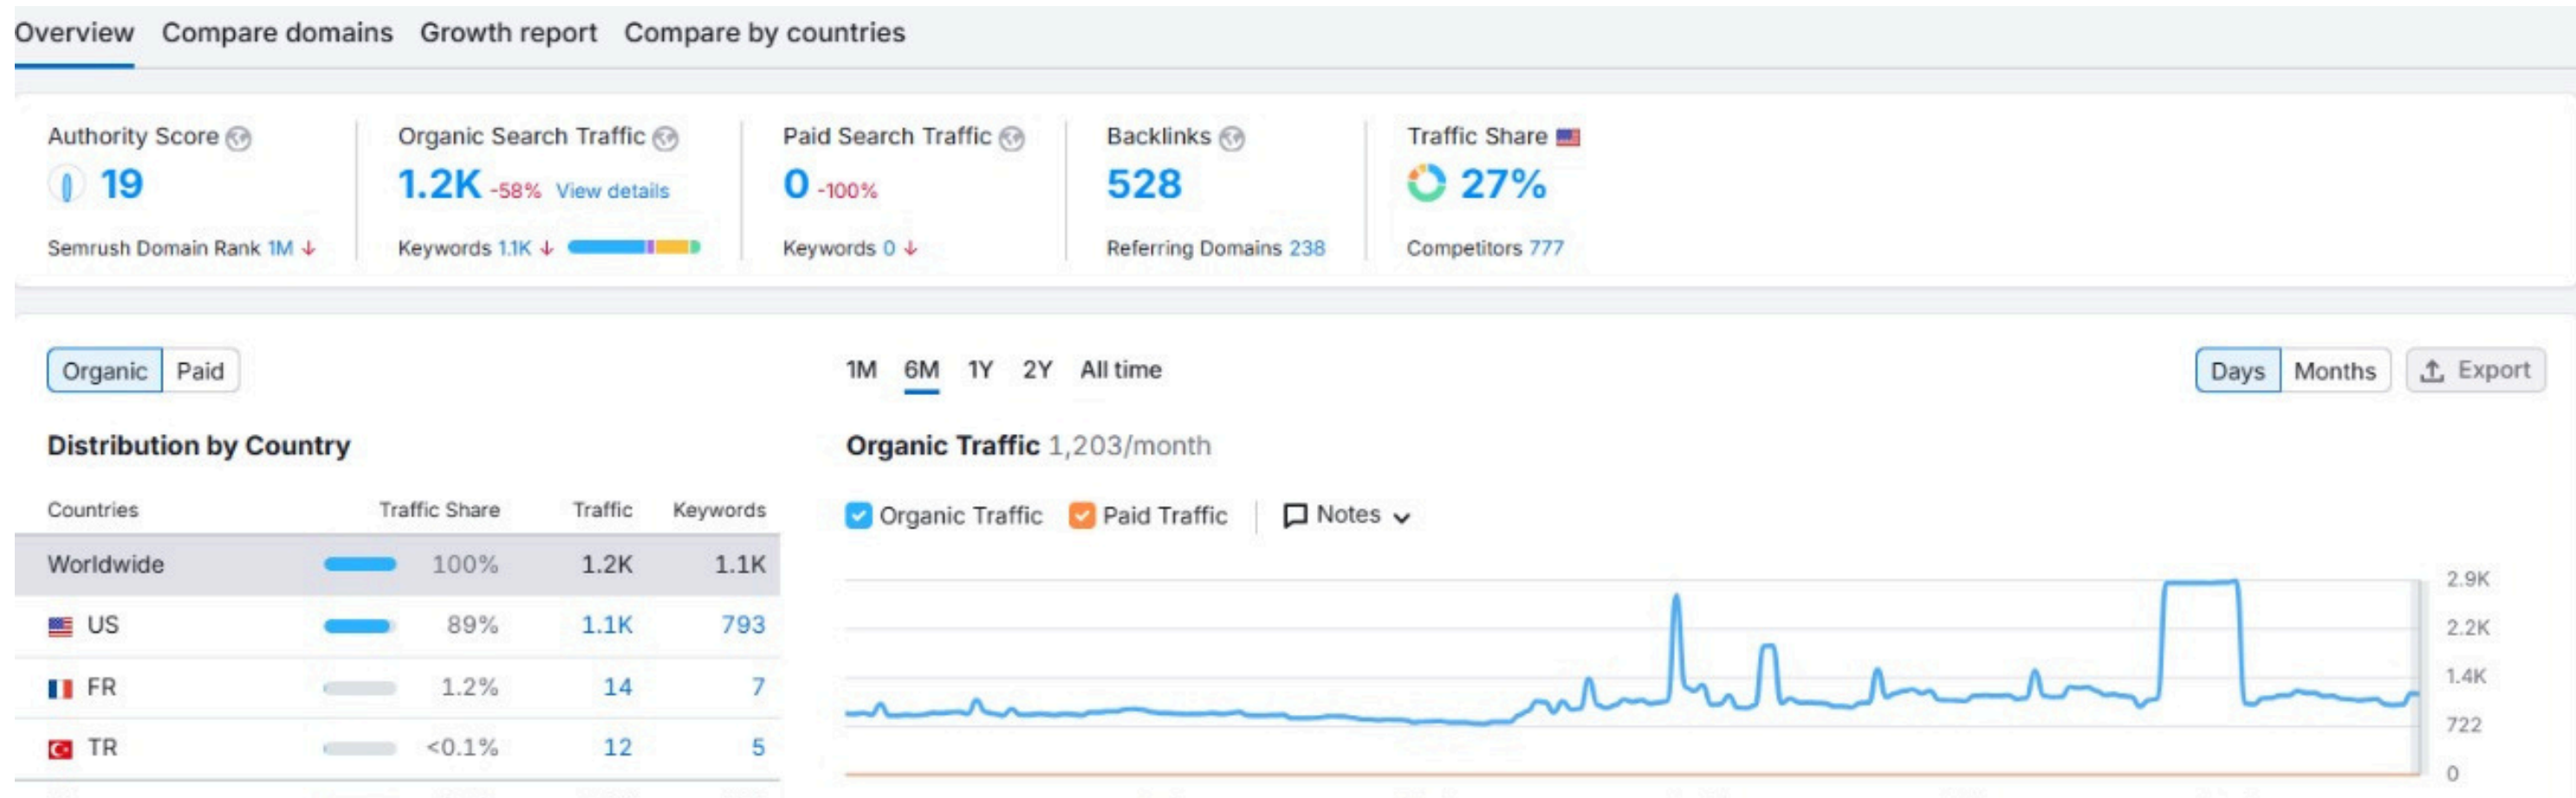 Overview Compare domains Growth report Compare by countries
Authority Score Organic Search Traffic Paid Search Traffic Backlinks Traffic Share
19 1.2K -58% View details 0 -100% 528 27%
Semrush Domain Rank 1M ↓ Keywords 1.1K ↓ Keywords 0 ↓ Referring Domains 238 Competitors 777
Organic Paid 1M 6M 1Y 2Y All time Days Months Export
Distribution by Country Organic Traffic 1,203/month
Countries Traffic Share Traffic Keywords
Organic Traffic Paid Traffic Notes
Worldwide 100% 1.2K 1.1K
US 89% 1.1K 793
FR 1.2% 14 7
TR <0.1% 12 5
2.9K
2.2K
1.4K
722
0